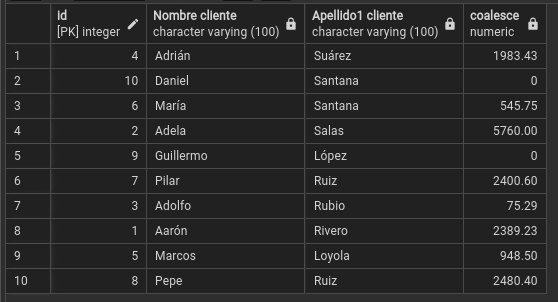 id Nombre cliente Apellido1 cliente coalesce
[PK] integer character varying (100) character varying (100) numeric
1 4 Adrián Suárez 1983.43
2 10 Daniel Santana 0
3 6 María Santana 545.75
4 2 Adela Salas 5760.00
5 9 Guillermo López 0
6 7 Pilar Ruiz 2400.60
7 3 Adolfo Rubio 75.29
8 1 Aarón Rivero 2389.23
9 5 Marcos Loyola 948.50
10 8 Pepe Ruiz 2480.40